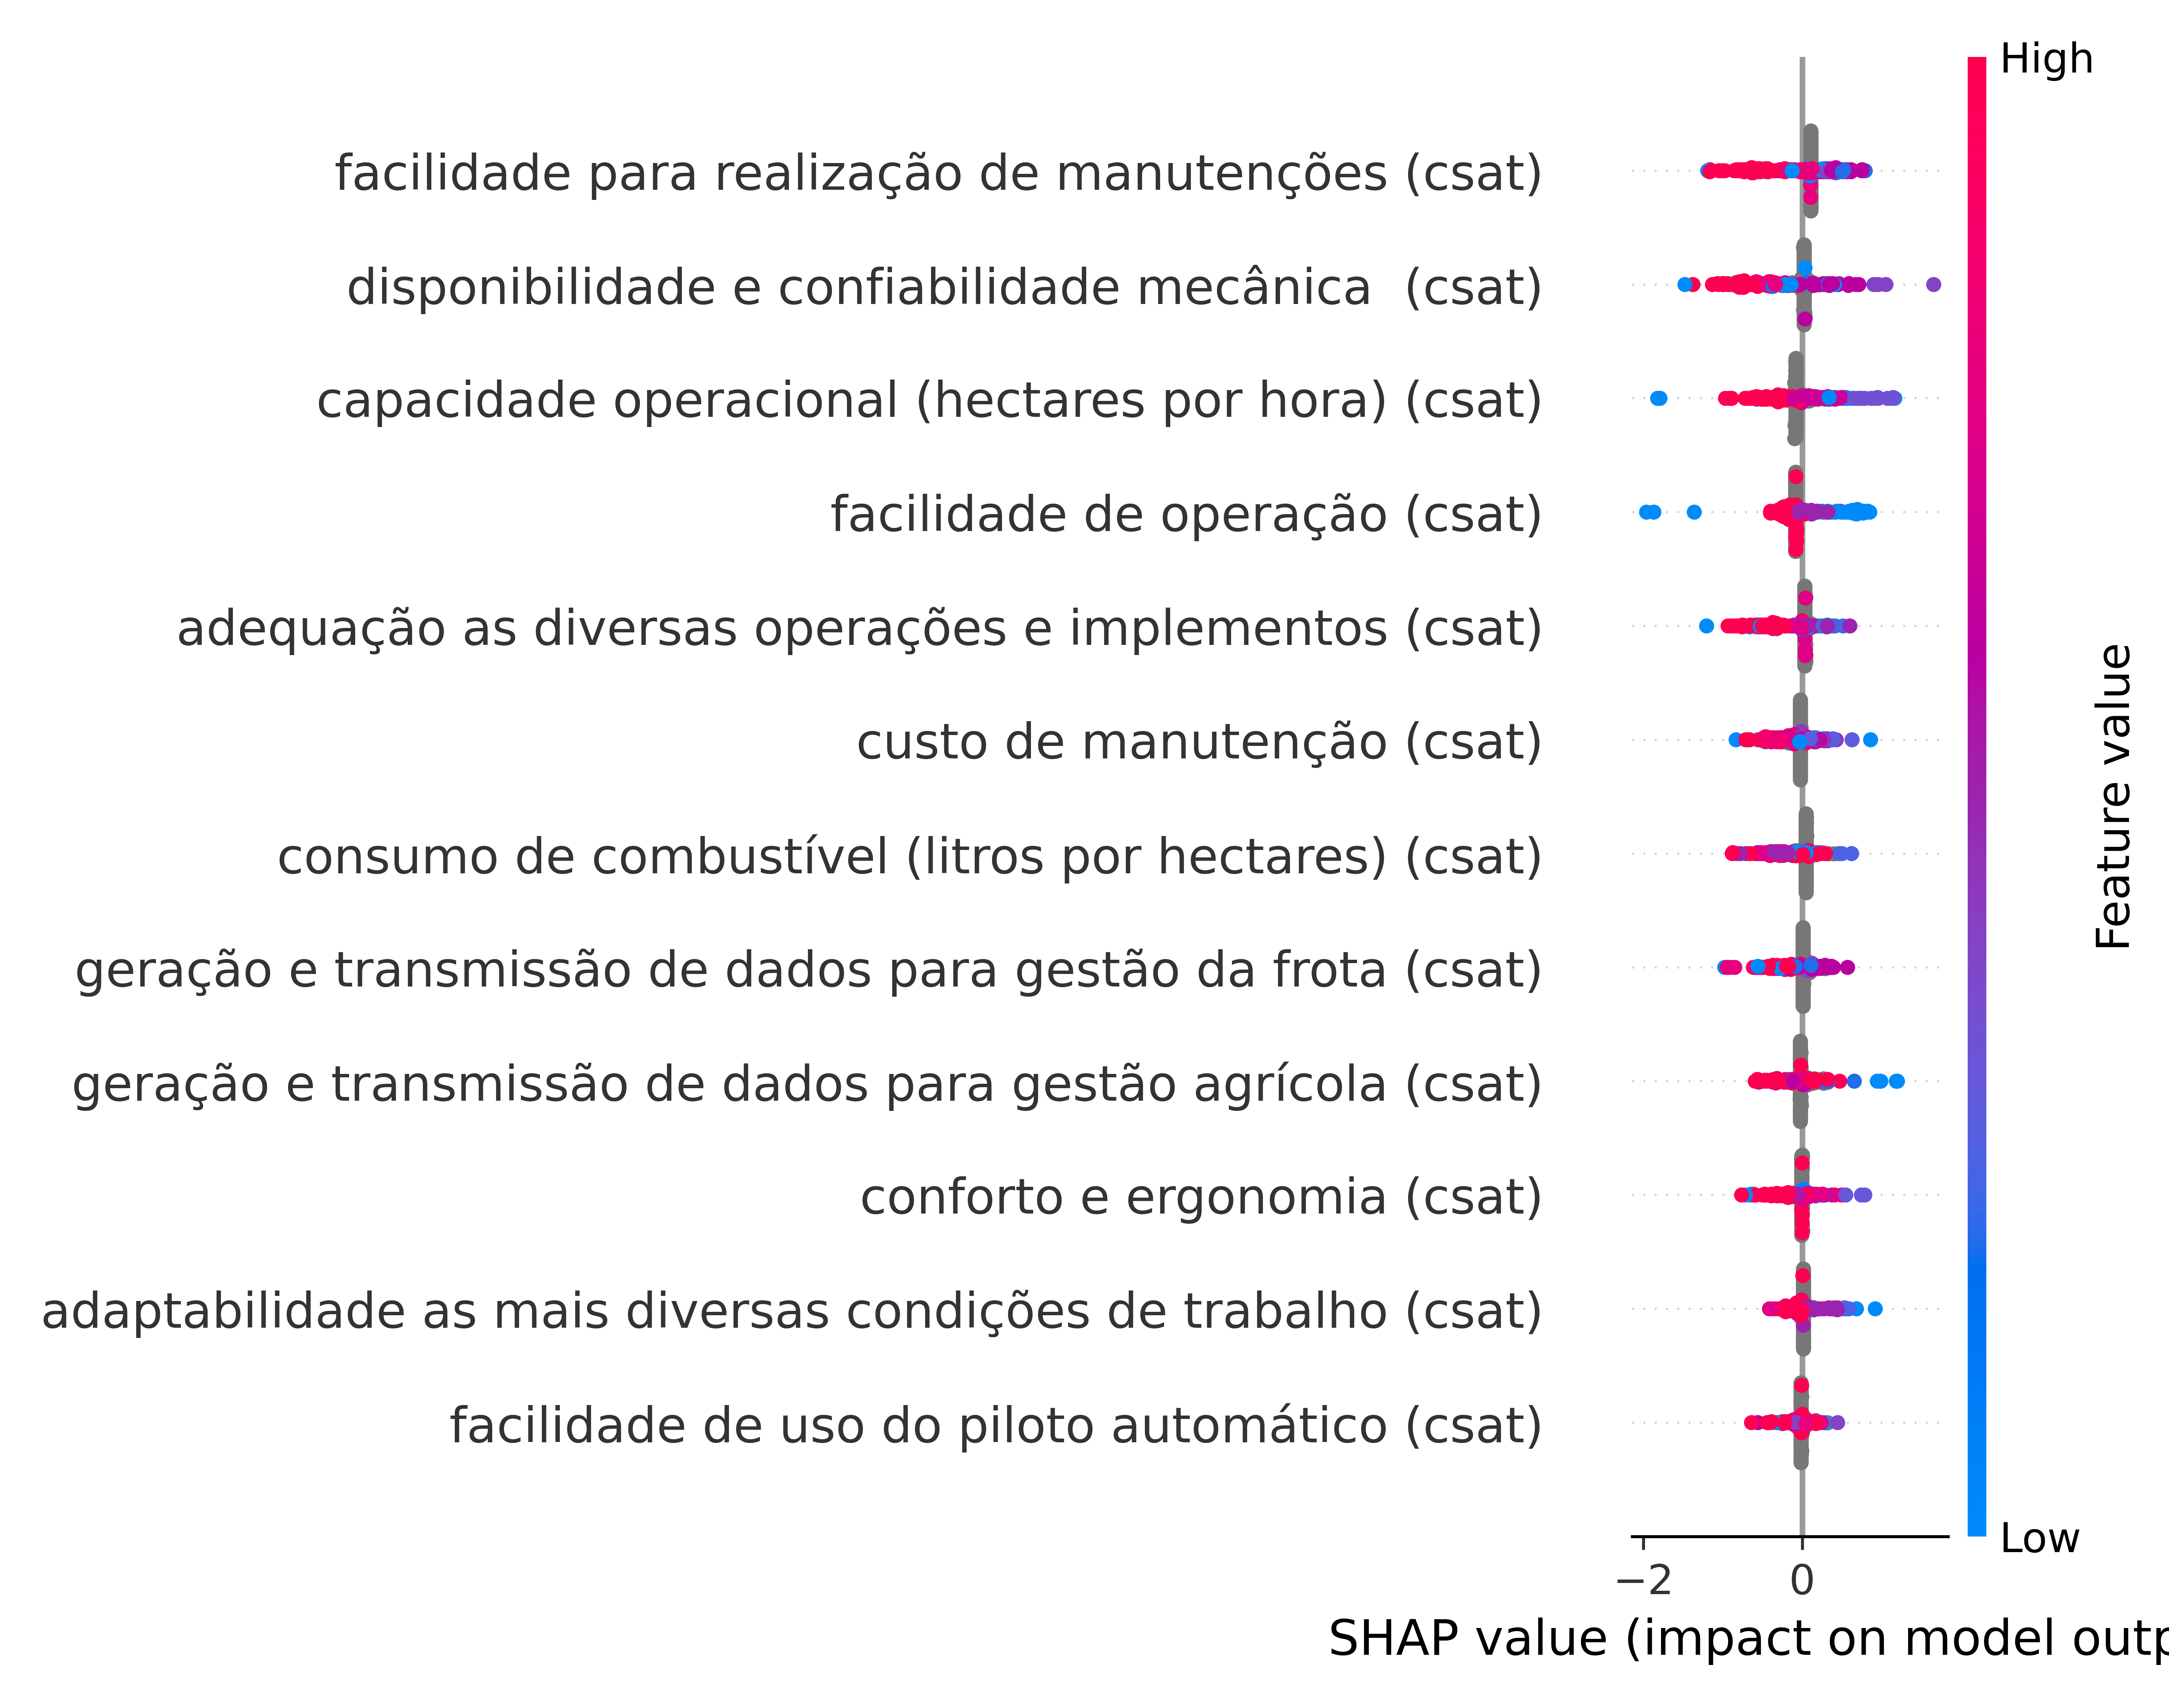 High
facilidade para realização de manutenções (csat)
disponibilidade e confiabilidade mecânica  (csat)
capacidade operacional (hectares por hora) (csat)
facilidade de operação (csat)
adequação as diversas operações e implementos (csat)
custo de manutenção (csat)
consumo de combustível (litros por hectares) (csat)
geração e transmissão de dados para gestão da frota (csat)
geração e transmissão de dados para gestão agrícola (csat)
conforto e ergonomia (csat)
adaptabilidade as mais diversas condições de trabalho (csat)
facilidade de uso do piloto automático (csat)
Feature value
Low
−2 0
SHAP value (impact on model outp